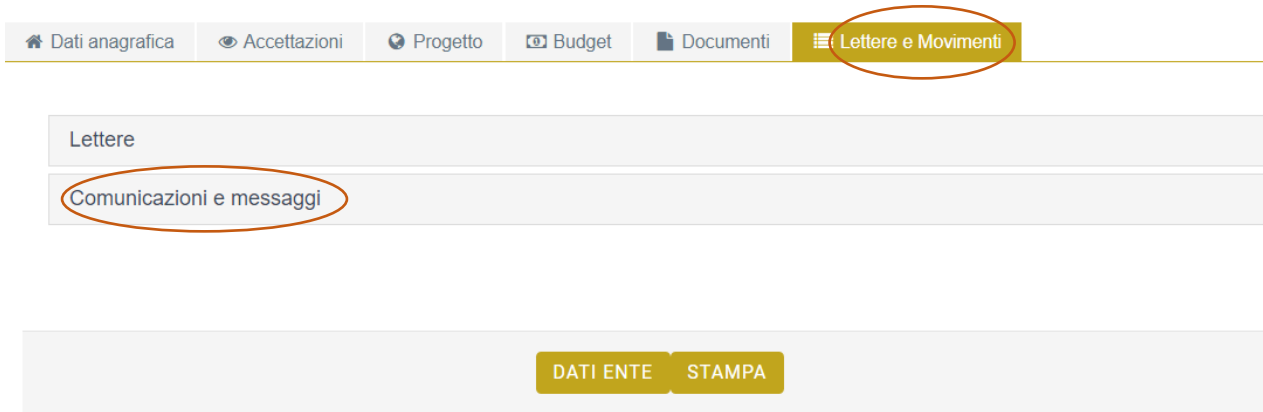 Dati anagrafica Accettazioni Progetto Budget Documenti Lettere e Movimenti
Lettere
Comunicazioni e messaggi
DATI ENTE STAMPA